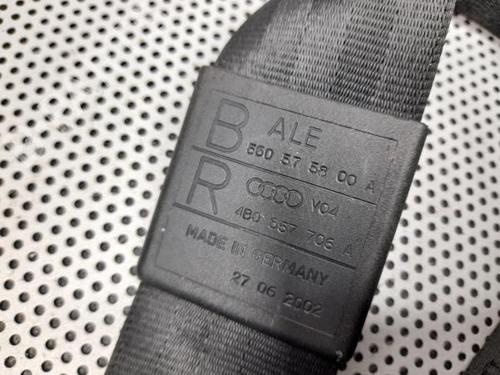 B ALE
560 57 58 00 A
R V04
4B0 857 706 A
MADE IN GERMANY
27 06 2002